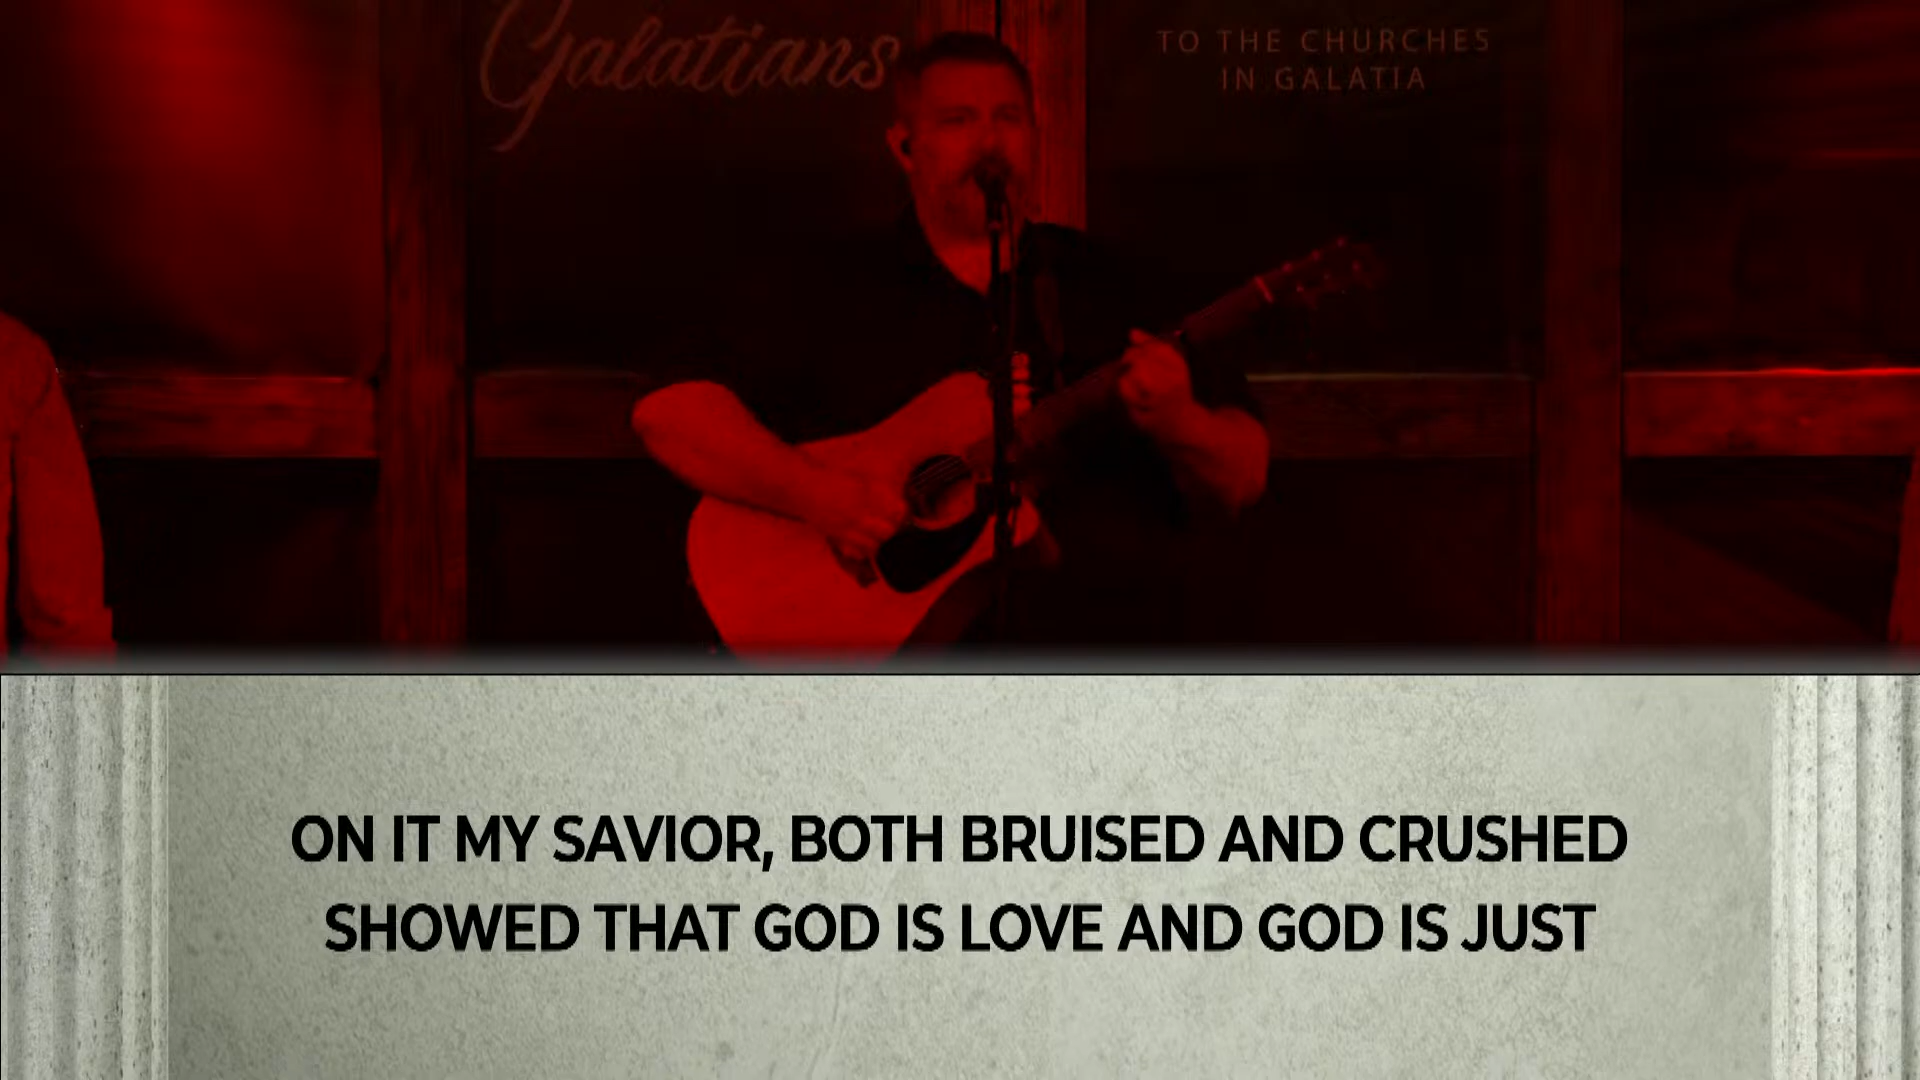 Galatians
TO THE CHURCHES
IN GALATIA
ON IT MY SAVIOR, BOTH BRUISED AND CRUSHED
SHOWED THAT GOD IS LOVE AND GOD IS JUST